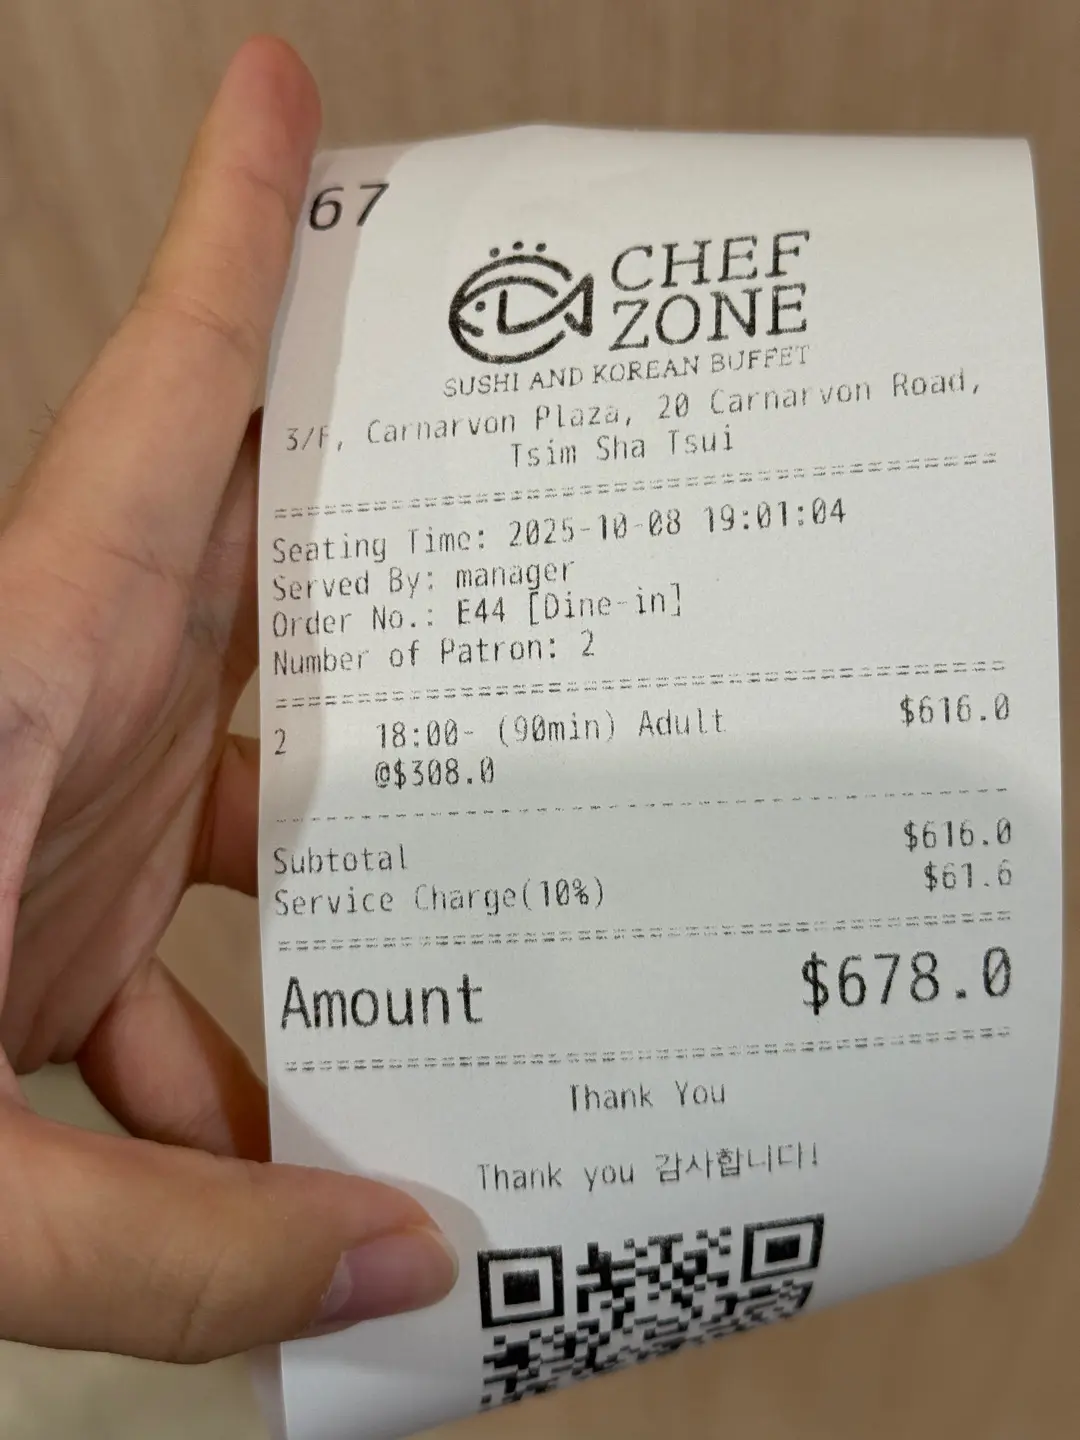 67
CHEF
ZONE
SUSHI AND KOREAN BUFFET
3/F, Carnarvon Plaza, 20 Carnarvon Road,
Tsim Sha Tsui
Seating Time: 2025-10-08 19:01:04
Served By: manager
Order No.: E44 [Dine-in]
Number of Patron: 2
2 18:00- (90min) Adult $616.0
@$308.0
Subtotal $616.0
Service Charge(10%) $61.6
Amount $678.0
Thank You
Thank you 감사합니다!